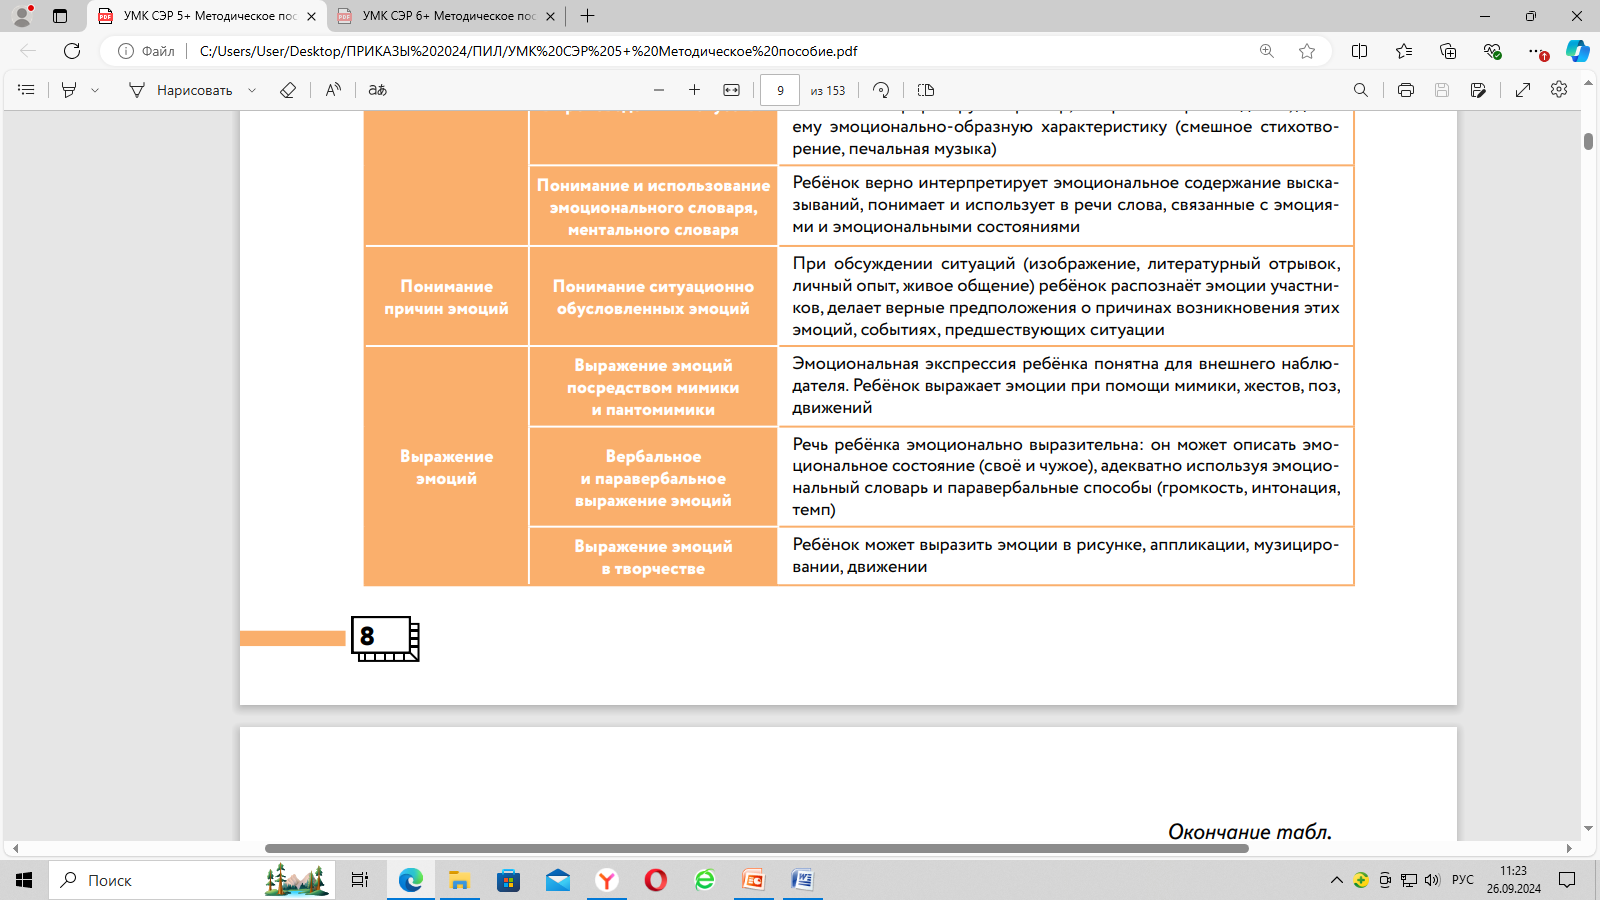 УМК СЭР 5+ Методическое пос
УМК СЭР 6+ Методическое пос
Файл
C:/Users/User/Desktop/ПРИКАЗЫ%202024/ПИЛ/УМК%20СЭР%205+%20Методическое%20пособие.pdf
Нарисовать
9
из 153
ему эмоционально-образную характеристику (смешное стихотво-
рение, печальная музыка)
Понимание и использование
эмоционального словаря,
ментального словаря
Ребёнок верно интерпретирует эмоциональное содержание выска-
зываний, понимает и использует в речи слова, связанные с эмоция-
ми и эмоциональными состояниями
Понимание
причин эмоций
Понимание ситуационно
обусловленных эмоций
При обсуждении ситуаций (изображение, литературный отрывок,
личный опыт, живое общение) ребёнок распознаёт эмоции участни-
ков, делает верные предположения о причинах возникновения этих
эмоций, событиях, предшествующих ситуации
Выражение
эмоций
Выражение эмоций
посредством мимики
и пантомимики
Эмоциональная экспрессия ребёнка понятна для внешнего наблю-
дателя. Ребёнок выражает эмоции при помощи мимики, жестов, поз,
движений
Вербальное
и паравербальное
выражение эмоций
Речь ребёнка эмоционально выразительна: он может описать эмо-
циональное состояние (своё и чужое), адекватно используя эмоцио-
нальный словарь и паравербальные способы (громкость, интонация,
темп)
Выражение эмоций
в творчестве
Ребёнок может выразить эмоции в рисунке, аппликации, музициро-
вании, движении
8
Окончание табл.
Поиск
РУС
11:23
26.09.2024